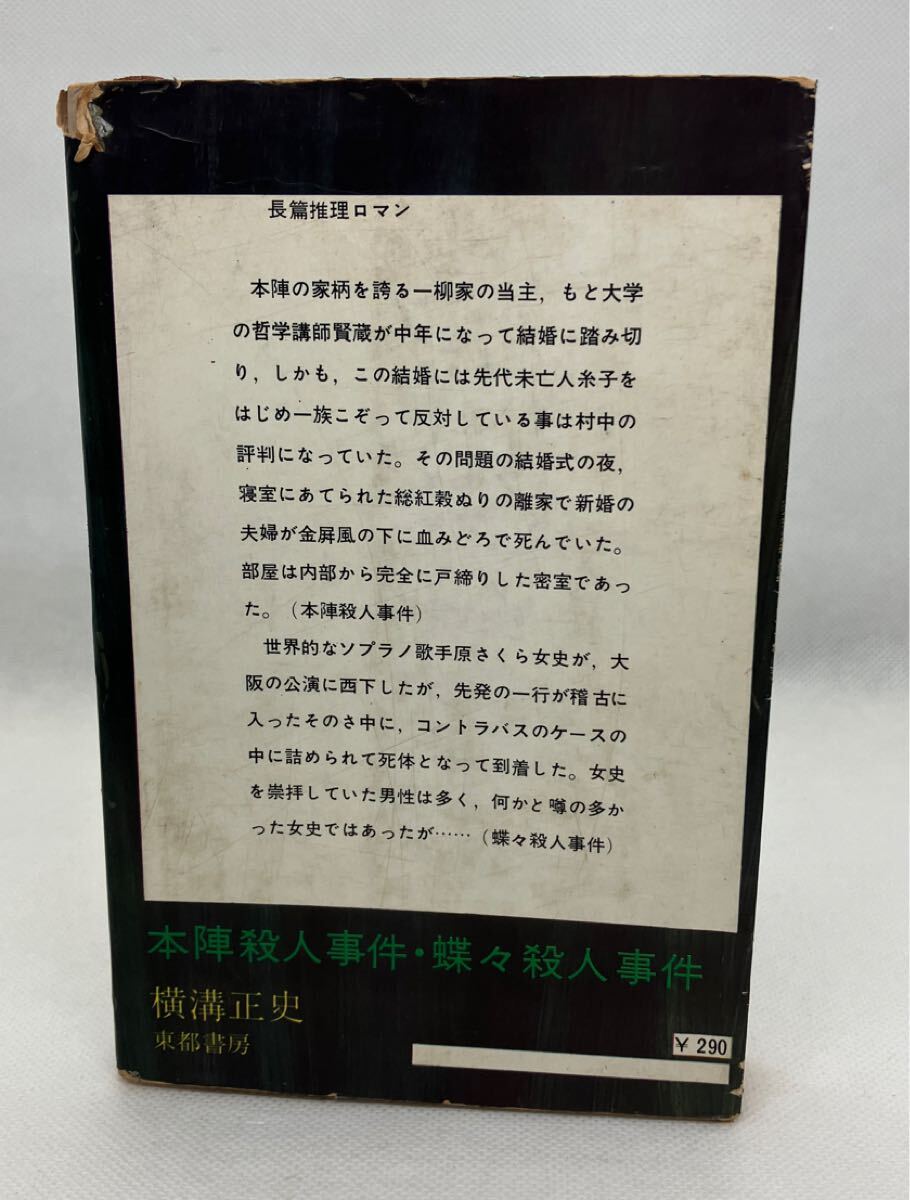 長篇推理ロマン
本陣の家柄を誇る一柳家の当主，もと大学
の哲学講師賢蔵が中年になって結婚に踏み切
り，しかも，この結婚には先代未亡人糸子を
はじめ一族こぞって反対している事は村中の
評判になっていた。その問題の結婚式の夜，
寝室にあてられた総紅殻ぬりの離家で新婚の
夫婦が金屏風の下に血みどろで死んでいた。
部屋は内部から完全に戸締りした密室であっ
た。（本陣殺人事件）
世界的なソプラノ歌手原さくら女史が，大
阪の公演に西下したが，先発の一行が稽古に
入ったそのさ中に，コントラバスのケースの
中に詰められて死体となって到着した。女史
を崇拝していた男性は多く，何かと噂の多か
った女史ではあったが……（蝶々殺人事件）
本陣殺人事件・蝶々殺人事件
横溝正史
東都書房
￥290